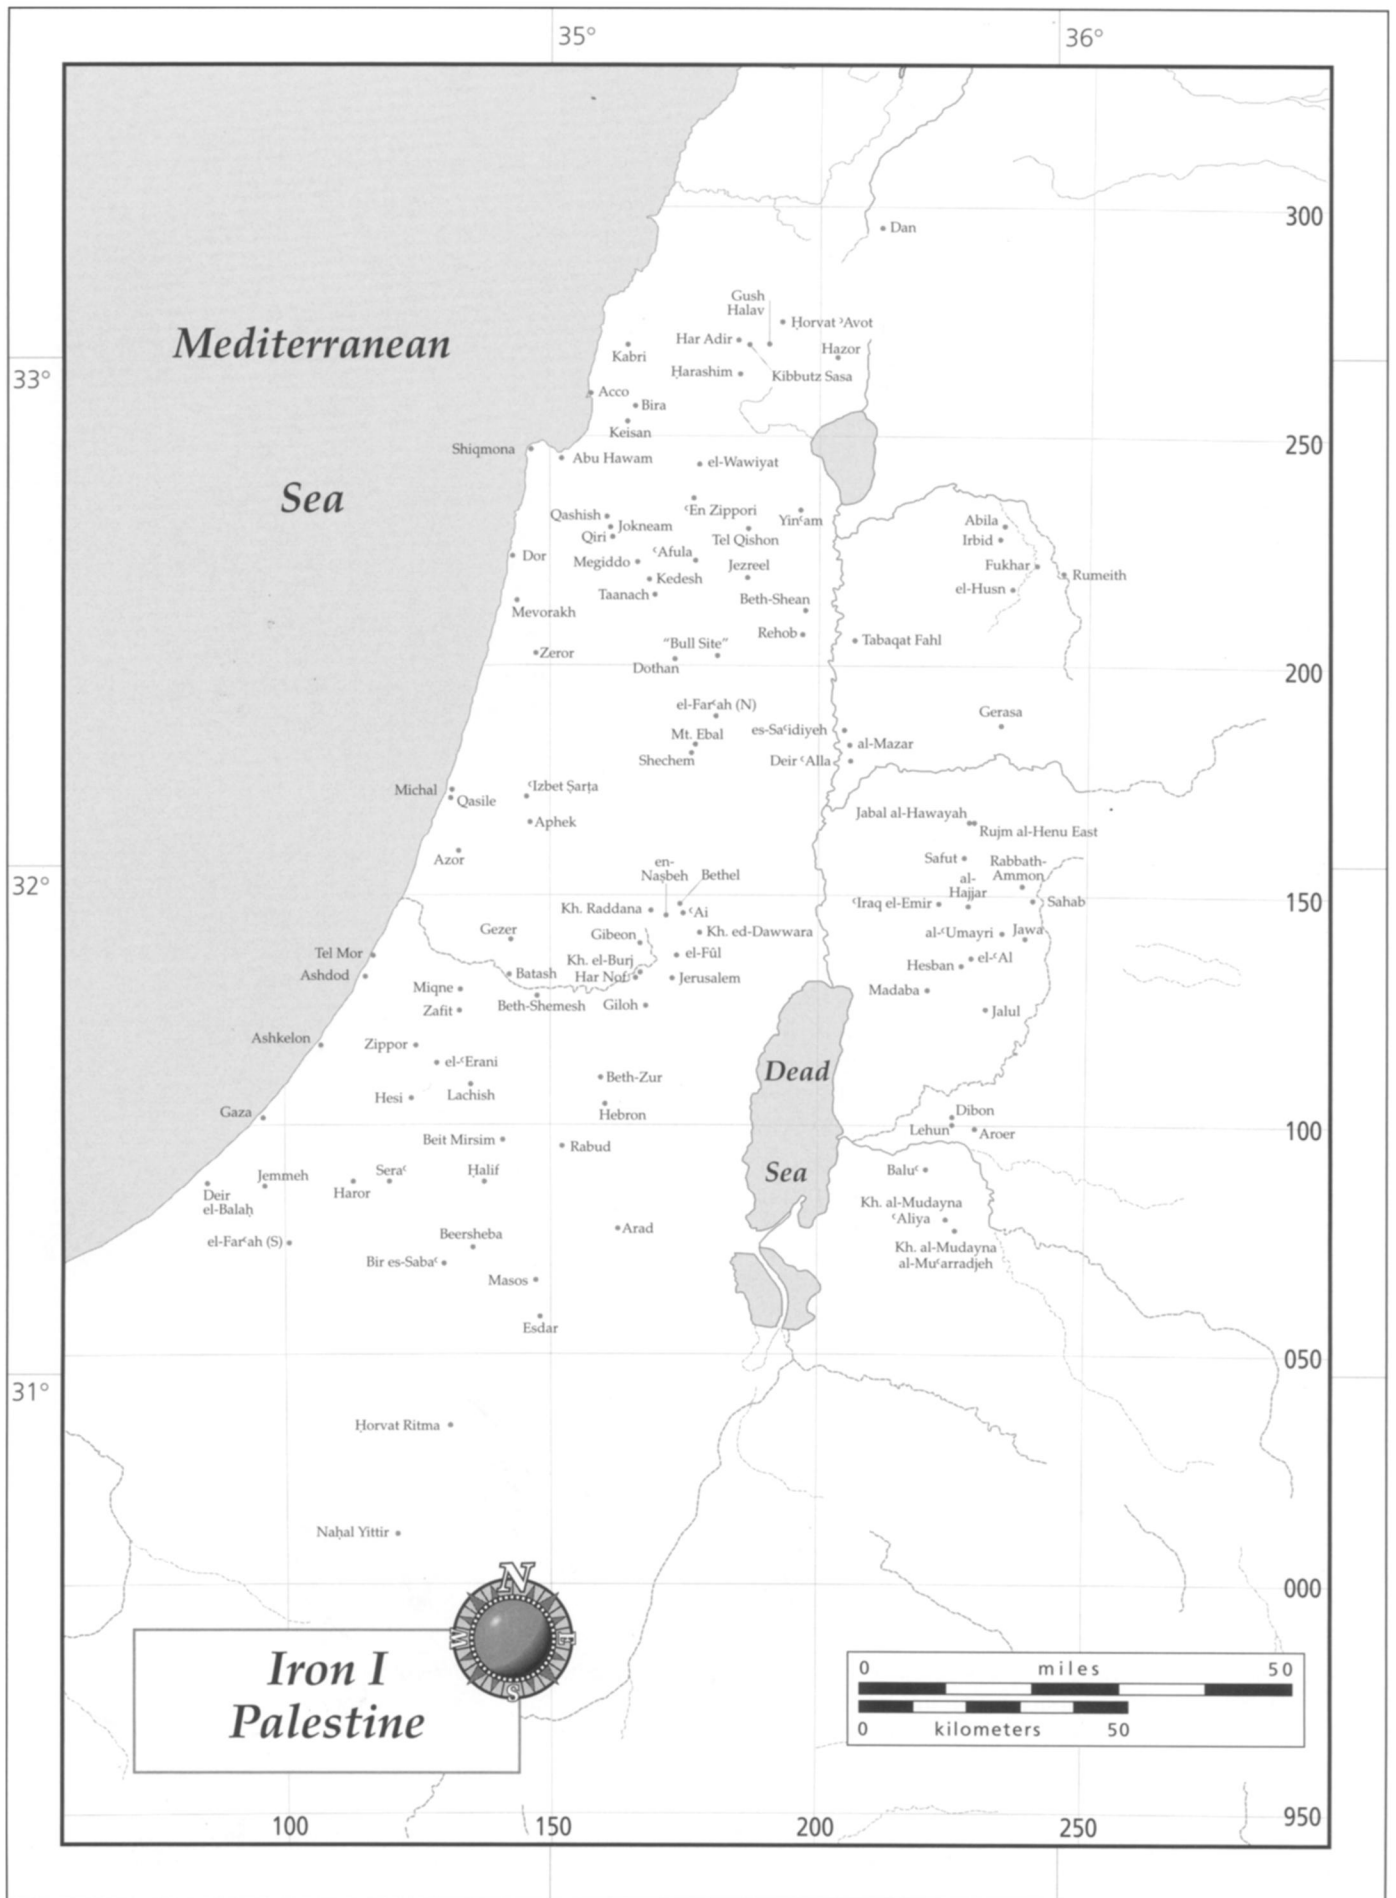 35°
36°
300
Dan
Gush
Halav
Ḥorvat ʾAvot
Mediterranean
Har Adir
Hazor
Kabri
33°
Ḥarashim
Kibbutz Sasa
Acco
Bira
Keisan
250
Shiqmona
Abu Hawam
el-Wawiyat
Sea
ʿEn Zippori
Yinʿam
Qashish
Jokneam
Qiri
Tel Qishon
Abila
Irbid
Dor
ʿAfula
Megiddo
Jezreel
Fukhar
Rumeith
Kedesh
Taanach
el-Husn
Beth-Shean
Mevorakh
Rehob
Tabaqat Fahl
"Bull Site"
Zeror
Dothan
200
el-Farʿah (N)
Gerasa
Mt. Ebal
es-Saʿidiyeh
al-Mazar
Shechem
Deir ʿAlla
Michal
ʿIzbet Ṣarṭa
Qasile
Jabal al-Hawayah
Aphek
Rujm al-Henu East
Azor
Safut
Rabbath-
Ammon
32°
en-
Naṣbeh
Bethel
al-
Hajjar
Kh. Raddana
ʿAi
ʿIraq el-Emir
Sahab
150
Gezer
Gibeon
Kh. ed-Dawwara
al-ʿUmayri
Jawa
Tel Mor
Kh. el-Burj
el-Fûl
Hesban
el-ʿAl
Ashdod
Batash
Har Nof
Jerusalem
Miqne
Madaba
Zafit
Beth-Shemesh
Giloh
Jalul
Ashkelon
Zippor
el-ʿErani
Dead
Lachish
Beth-Zur
Hesi
Hebron
Gaza
Dibon
Lehun
Aroer
100
Beit Mirsim
Rabud
Sea
Baluʿ
Jemmeh
Seraʿ
Ḥalif
Deir
el-Balaḥ
Haror
Kh. al-Mudayna
ʿAliya
el-Farʿah (S)
Beersheba
Arad
Kh. al-Mudayna
al-Muʿarradjeh
Bir es-Sabaʿ
Masos
Esdar
050
31°
Ḥorvat Ritma
Naḥal Yittir
N
000
W
E
S
Iron I
Palestine
0 miles 50
0 kilometers 50
950
100
150
200
250